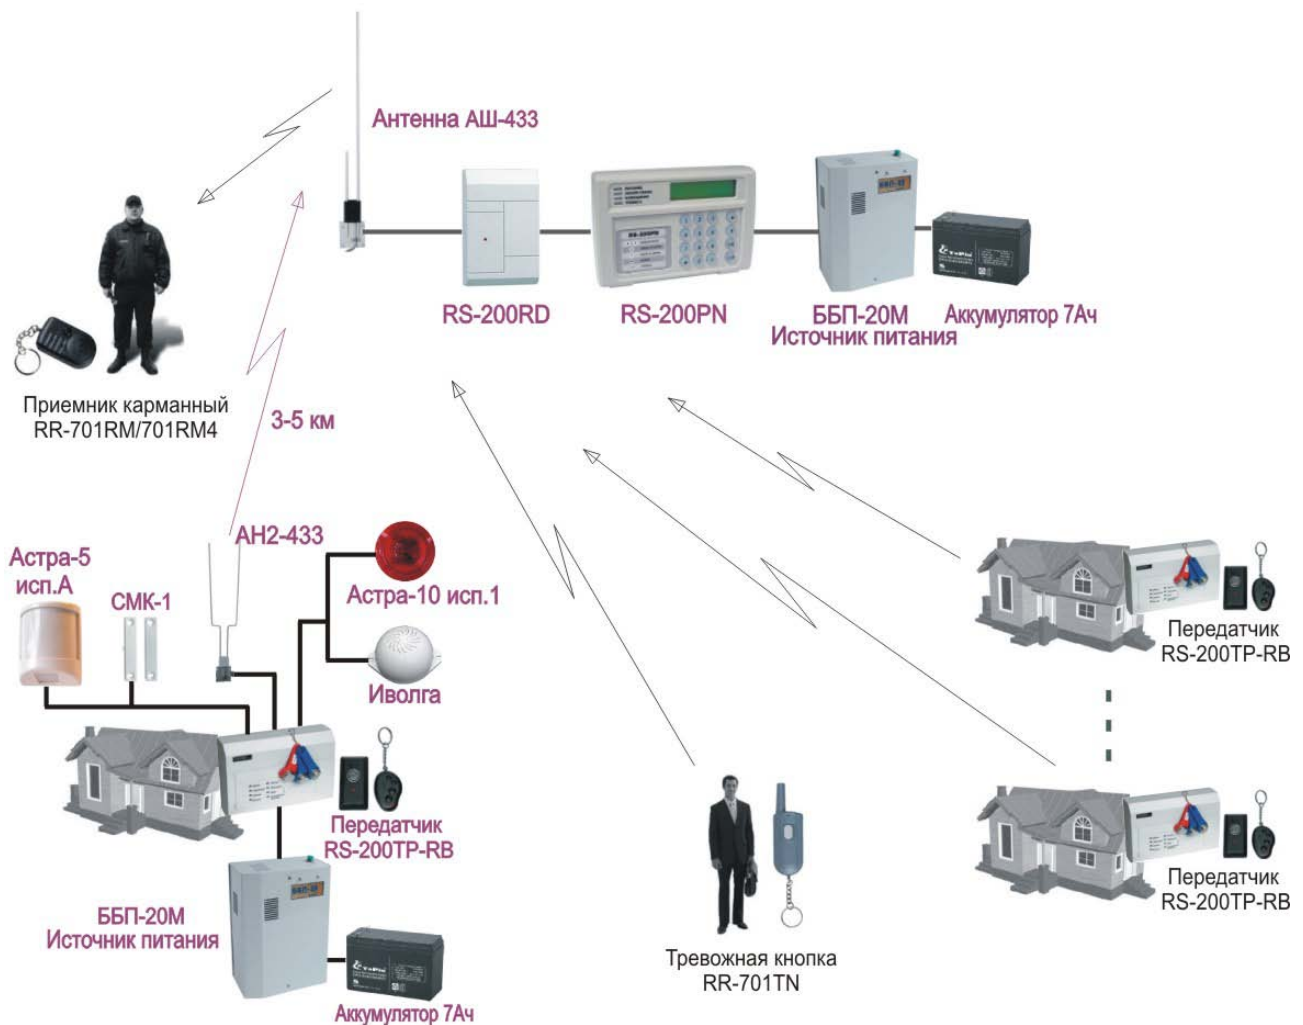 Антенна АШ-433
RS-200PN
RS-200RD
RS-200PN
ББП-20М
Источник питания
Аккумулятор 7Ач
Приемник карманный
RR-701RM/701RM4
3-5 км
АН2-433
Астра-5
исп.А
СМК-1
Астра-10 исп.1
Иволга
Передатчик
RS-200TP-RB
Передатчик
RS-200TP-RB
Передатчик
RS-200TP-RB
ББП-20М
Источник питания
Аккумулятор 7Ач
Тревожная кнопка
RR-701TN